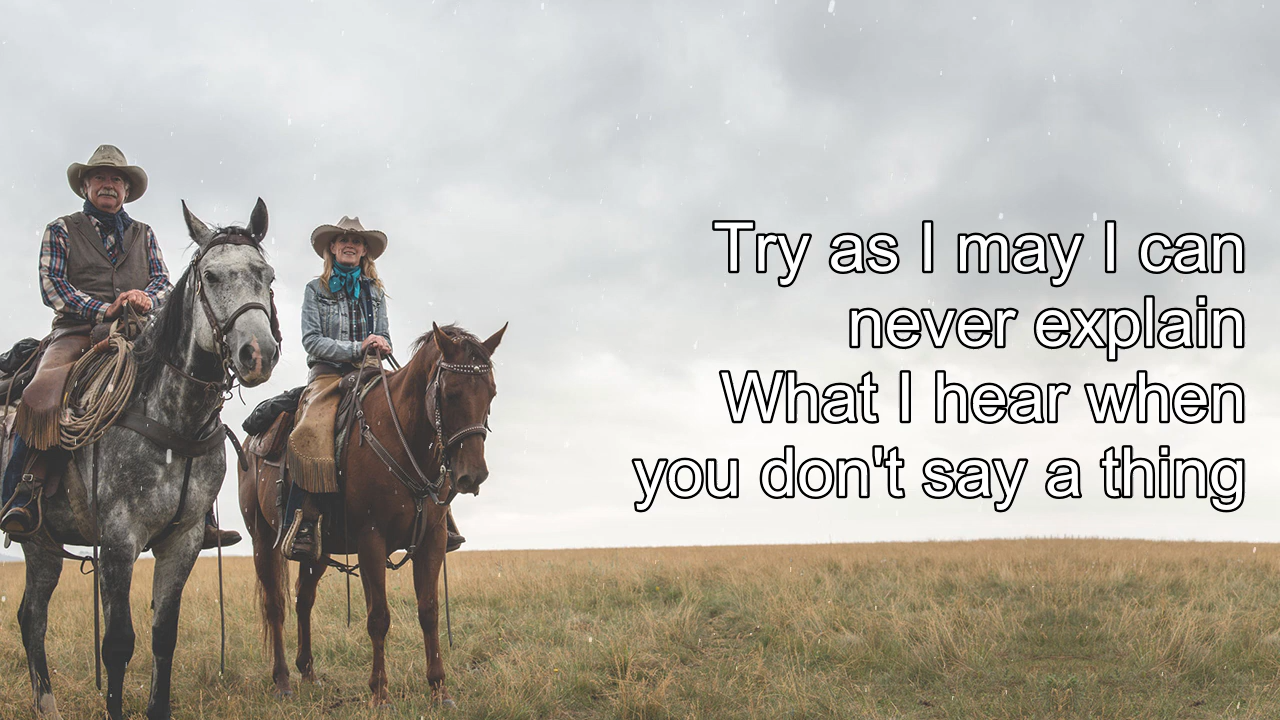 Try as I may I can
never explain
What I hear when
you don't say a thing